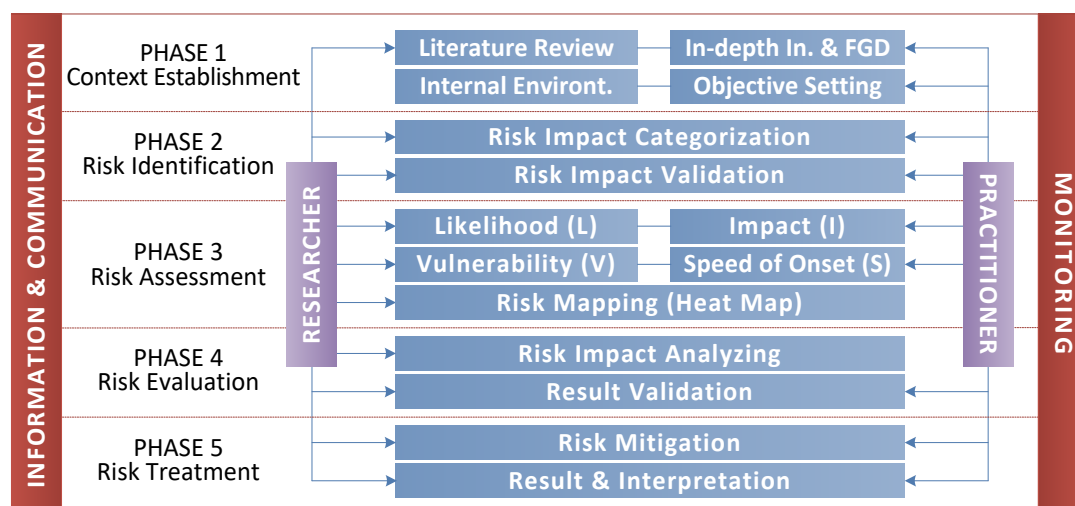 INFORMATION & COMMUNICATION
PHASE 1
Context Establishment
Literature Review
In-depth In. & FGD
Internal Environt.
Objective Setting
PHASE 2
Risk Identification
Risk Impact Categorization
Risk Impact Validation
RESEARCHER
PRACTITIONER
MONITORING
PHASE 3
Risk Assessment
Likelihood (L)
Impact (I)
Vulnerability (V)
Speed of Onset (S)
Risk Mapping (Heat Map)
PHASE 4
Risk Evaluation
Risk Impact Analyzing
Result Validation
PHASE 5
Risk Treatment
Risk Mitigation
Result & Interpretation